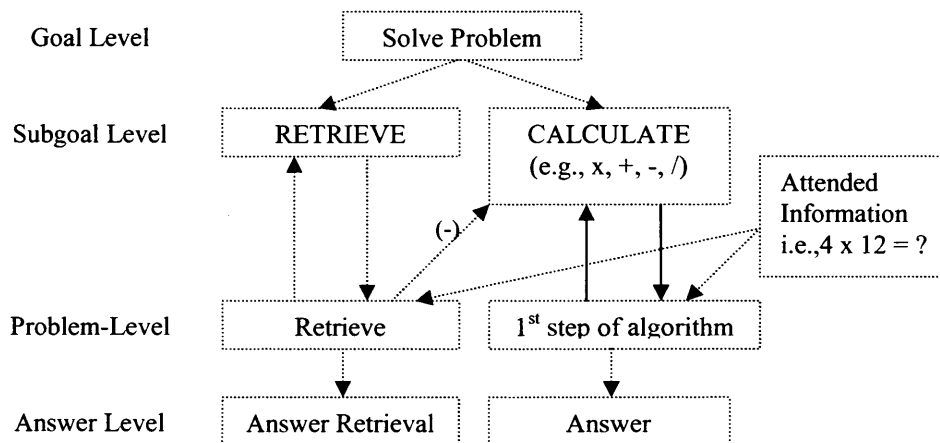 Goal Level
Solve Problem
Subgoal Level
RETRIEVE
CALCULATE
(e.g., x, +, -, /)
Attended
Information
i.e.,4 x 12 = ?
(-)
Problem-Level
Retrieve
1st step of algorithm
Answer Level
Answer Retrieval
Answer